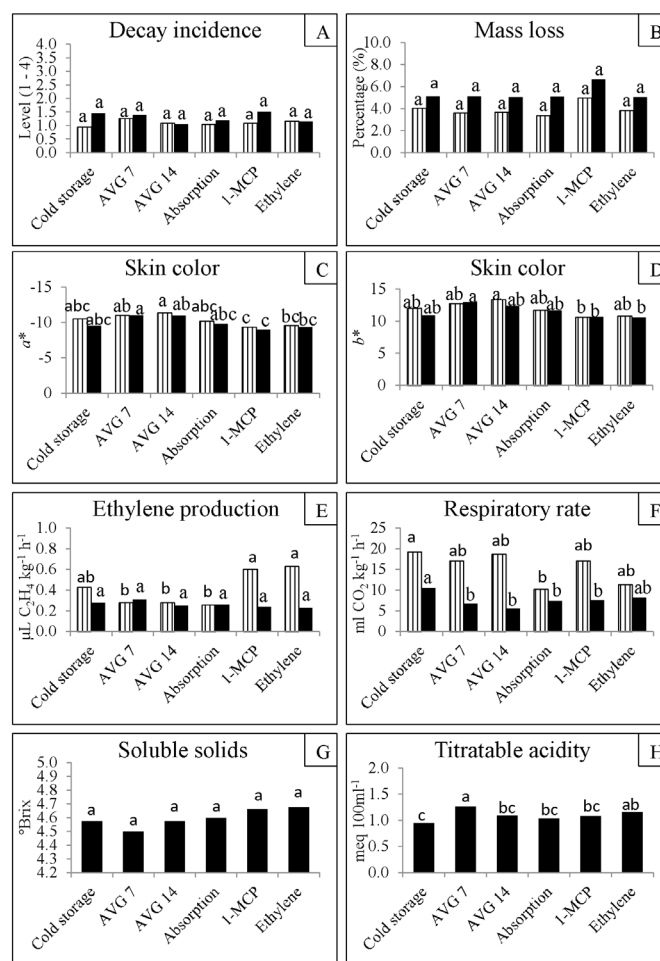 Decay incidence
A
Level (1 - 4)
4.0
3.5
3.0
2.5
2.0
1.5
1.0
0.5
0.0
a a a a a a a a a a a a
Cold storage
AVG 7
AVG 14
Absorption
1-MCP
Ethylene
Mass loss
B
Percentage (%)
10.0
8.0
6.0
4.0
2.0
0.0
a a a a a a a a a a a a
Cold storage
AVG 7
AVG 14
Absorption
1-MCP
Ethylene
Skin color
C
a*
-15
-10
-5
0
abc abc ab a a ab abc abc c c bc bc
Cold storage
AVG 7
AVG 14
Absorption
1-MCP
Ethylene
Skin color
D
b*
15
10
5
0
ab ab ab a a ab ab ab b b ab b
Cold storage
AVG 7
AVG 14
Absorption
1-MCP
Ethylene
Ethylene production
E
µL C₂H₄ kg⁻¹ h⁻¹
1.0
0.8
0.6
0.4
0.2
0.0
ab a b a b a b a a a a a
Cold storage
AVG 7
AVG 14
Absorption
1-MCP
Ethylene
Respiratory rate
F
ml CO₂ kg⁻¹ h⁻¹
25
20
15
10
5
0
a a ab b ab b b b ab b ab ab
Cold storage
AVG 7
AVG 14
Absorption
1-MCP
Ethylene
Soluble solids
G
°Brix
5.0
4.9
4.8
4.7
4.6
4.5
4.4
4.3
4.2
a a a a a a
Cold storage
AVG 7
AVG 14
Absorption
1-MCP
Ethylene
Titratable acidity
H
meq 100ml⁻¹
2.0
1.5
1.0
0.5
0.0
c a bc bc bc ab
Cold storage
AVG 7
AVG 14
Absorption
1-MCP
Ethylene